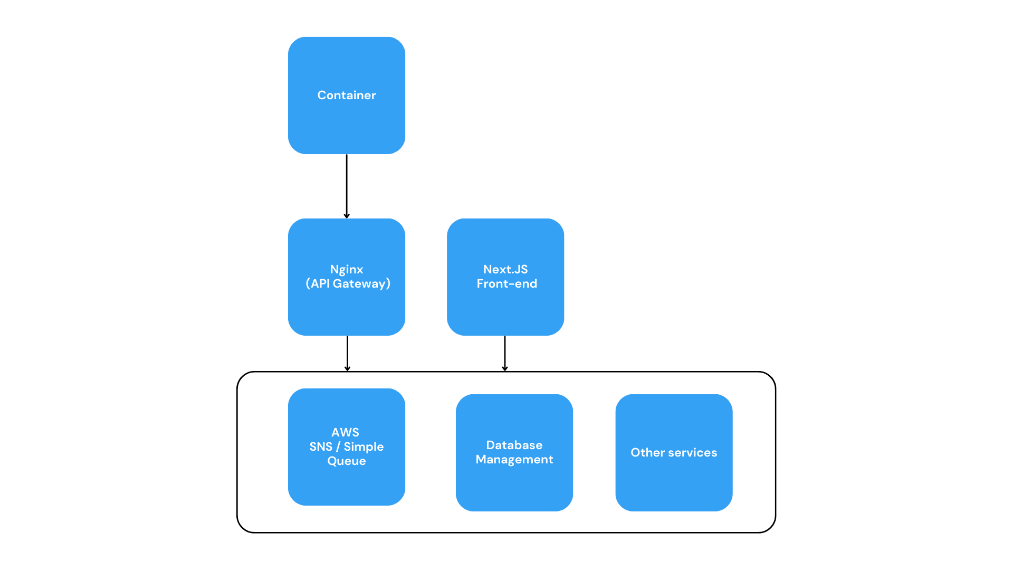 Container
Nginx
(API Gateway)
Next.JS
Front-end
AWS
SNS / Simple
Queue
Database
Management
Other services